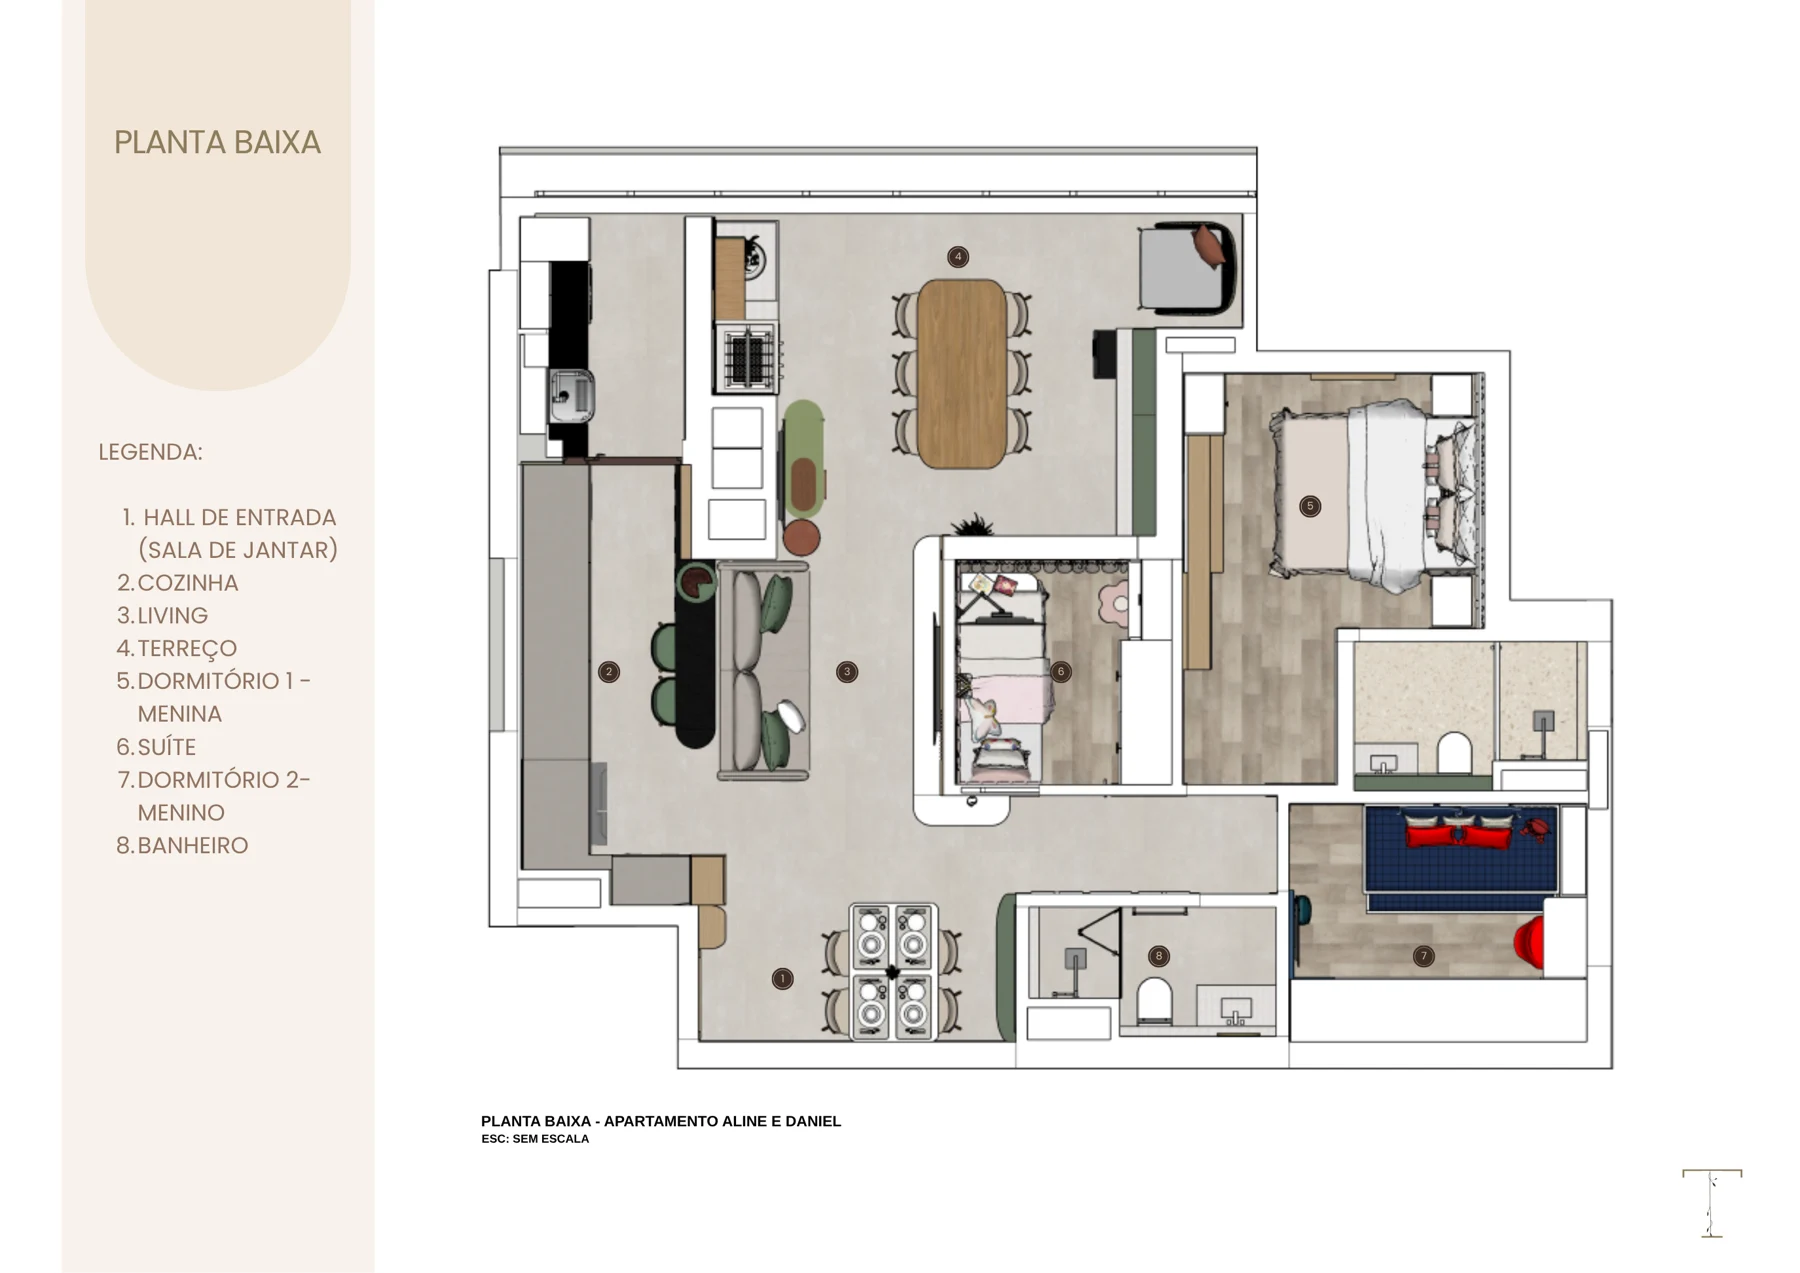 PLANTA BAIXA
LEGENDA:
1. HALL DE ENTRADA
(SALA DE JANTAR)
2. COZINHA
3. LIVING
4. TERREÇO
5. DORMITÓRIO 1 -
MENINA
6. SUÍTE
7. DORMITÓRIO 2-
MENINO
8. BANHEIRO
4
5
2
3
6
8
7
1
PLANTA BAIXA - APARTAMENTO ALINE E DANIEL
ESC: SEM ESCALA